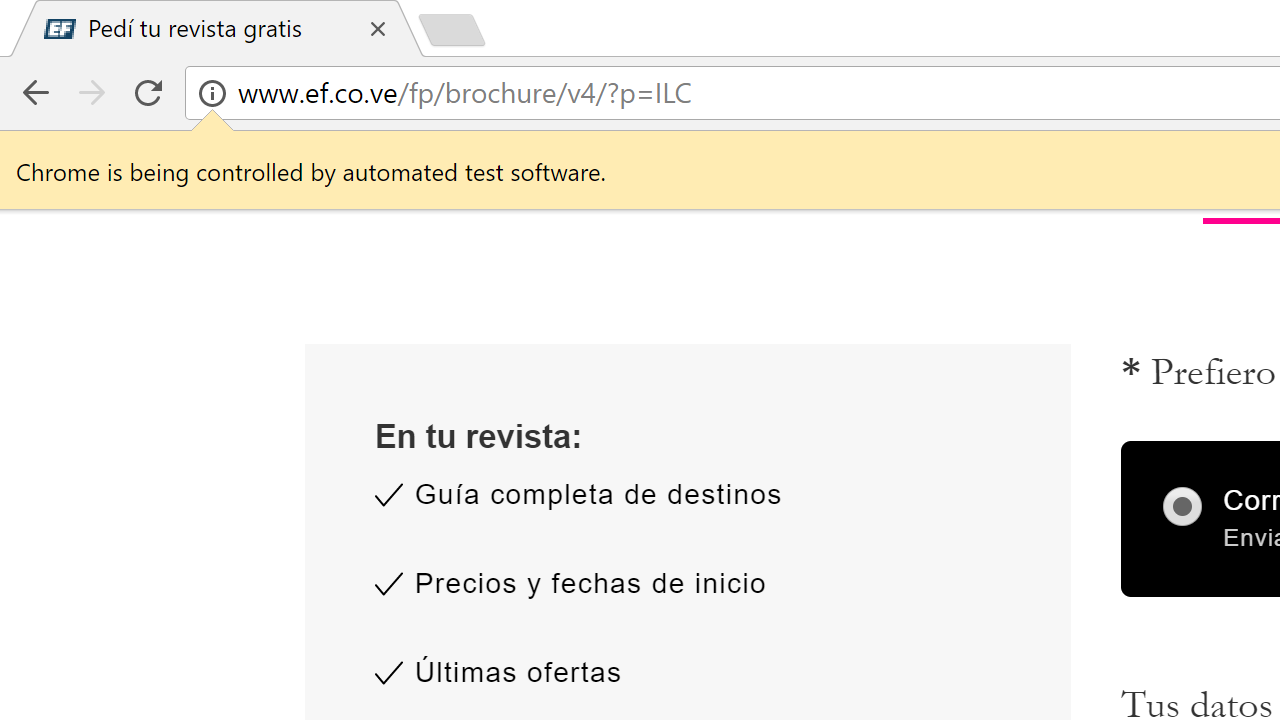 EF Pedí tu revista gratis
www.ef.co.ve/fp/brochure/v4/?p=ILC
Chrome is being controlled by automated test software.
En tu revista:
Guía completa de destinos
Precios y fechas de inicio
Últimas ofertas
* Prefiero
Corr
Envia
Tus datos